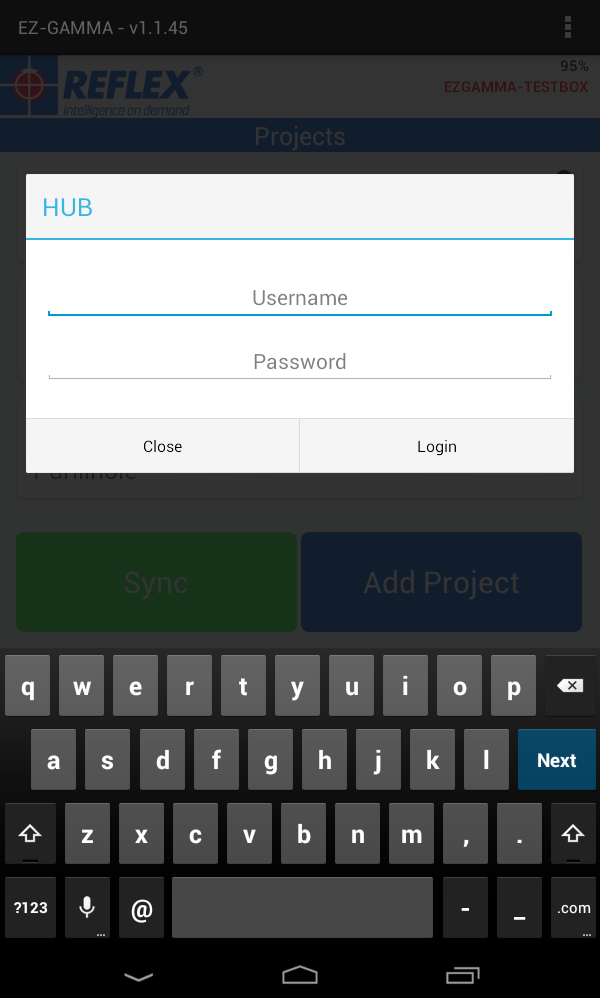 EZ-GAMMA - v1.1.45
REFLEX®
intelligence on demand
95%
EZGAMMA-TESTBOX
Projects
HUB
Username
Password
Close
Login
Sync
Add Project
q w e r t y u i o p
a s d f g h j k l Next
z x c v b n m , .
?123 ... @ - _ .com ...